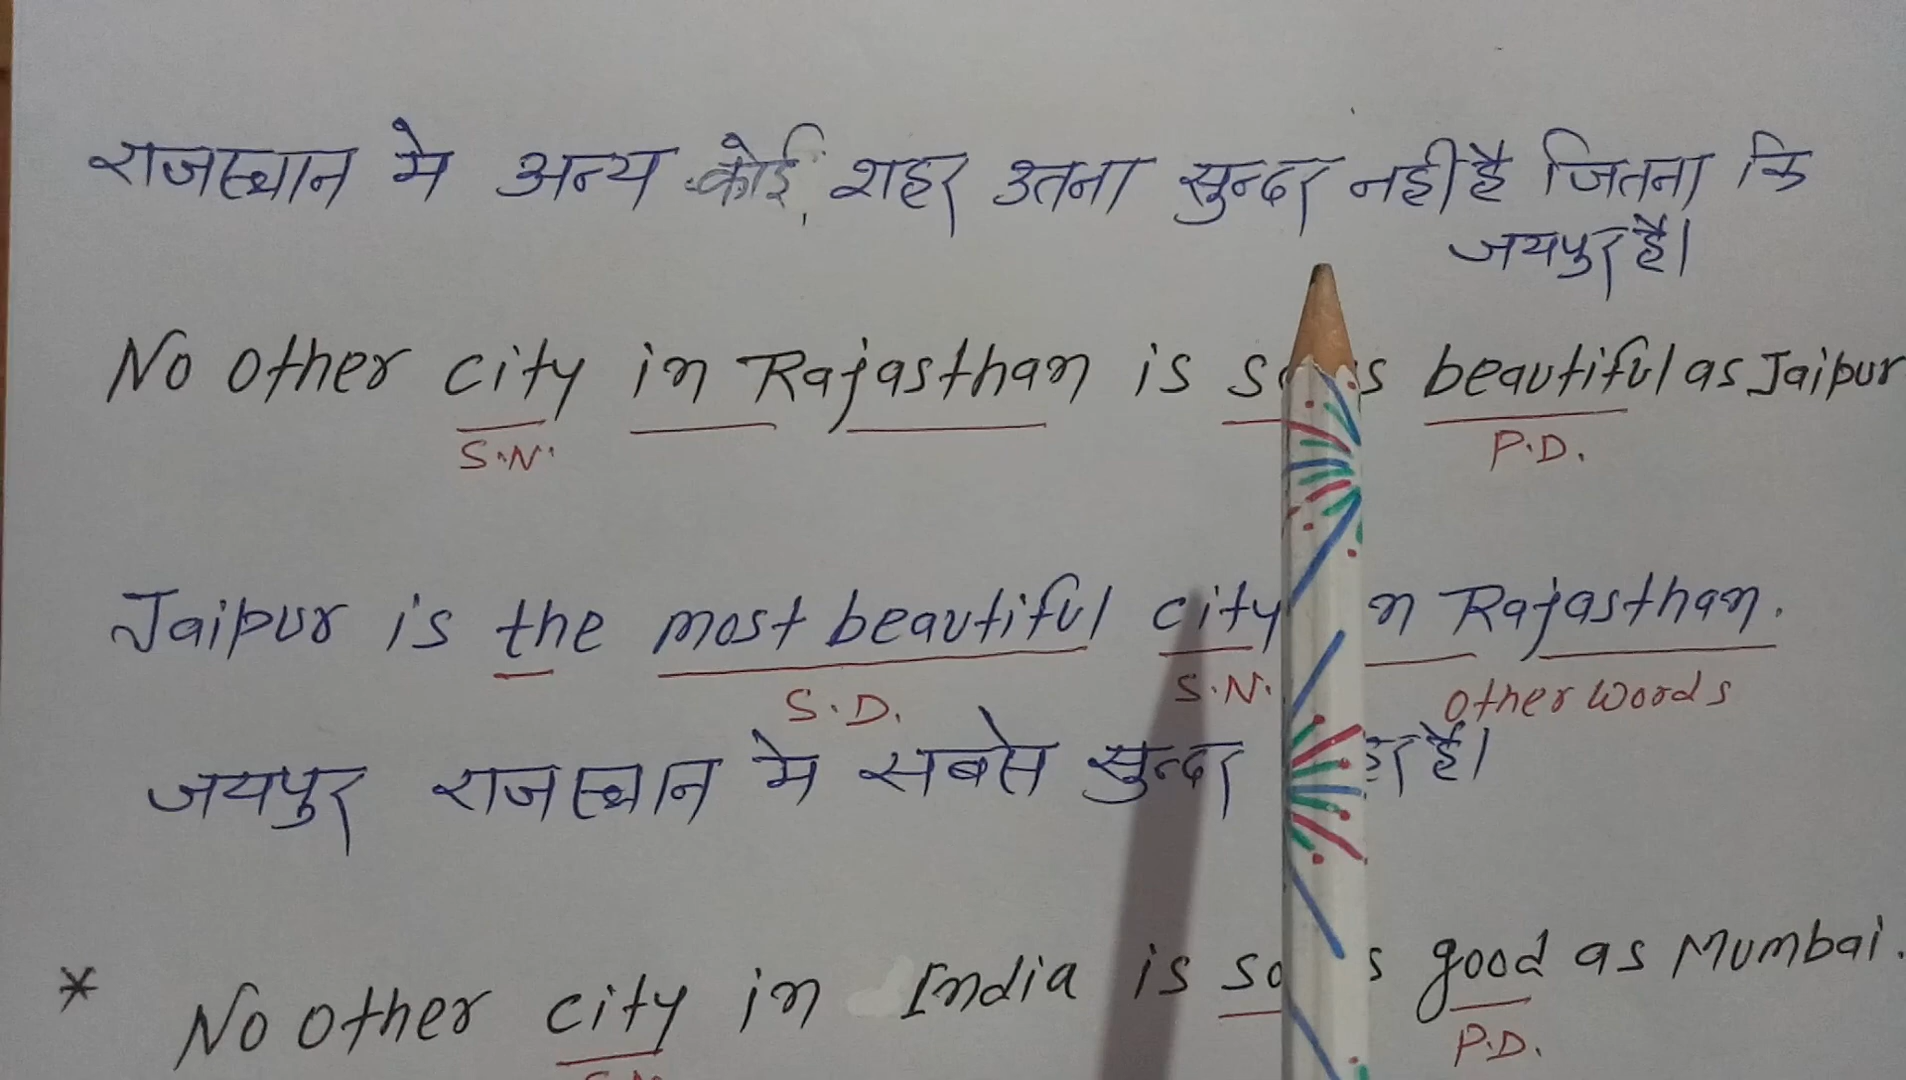 राजस्थान मे अन्य कोई शहर उतना सुन्दर नही है जितना कि
जयपुर है।
No other city in Rajasthan is beautiful as Jaipur
S.N. P.D.
Jaipur is the most beautiful city Rajasthan.
S.D. S.N. other words
जयपुर राजस्थान मे सबसे सुन्दर है।
* No other city in India is so good as Mumbai.
P.D.